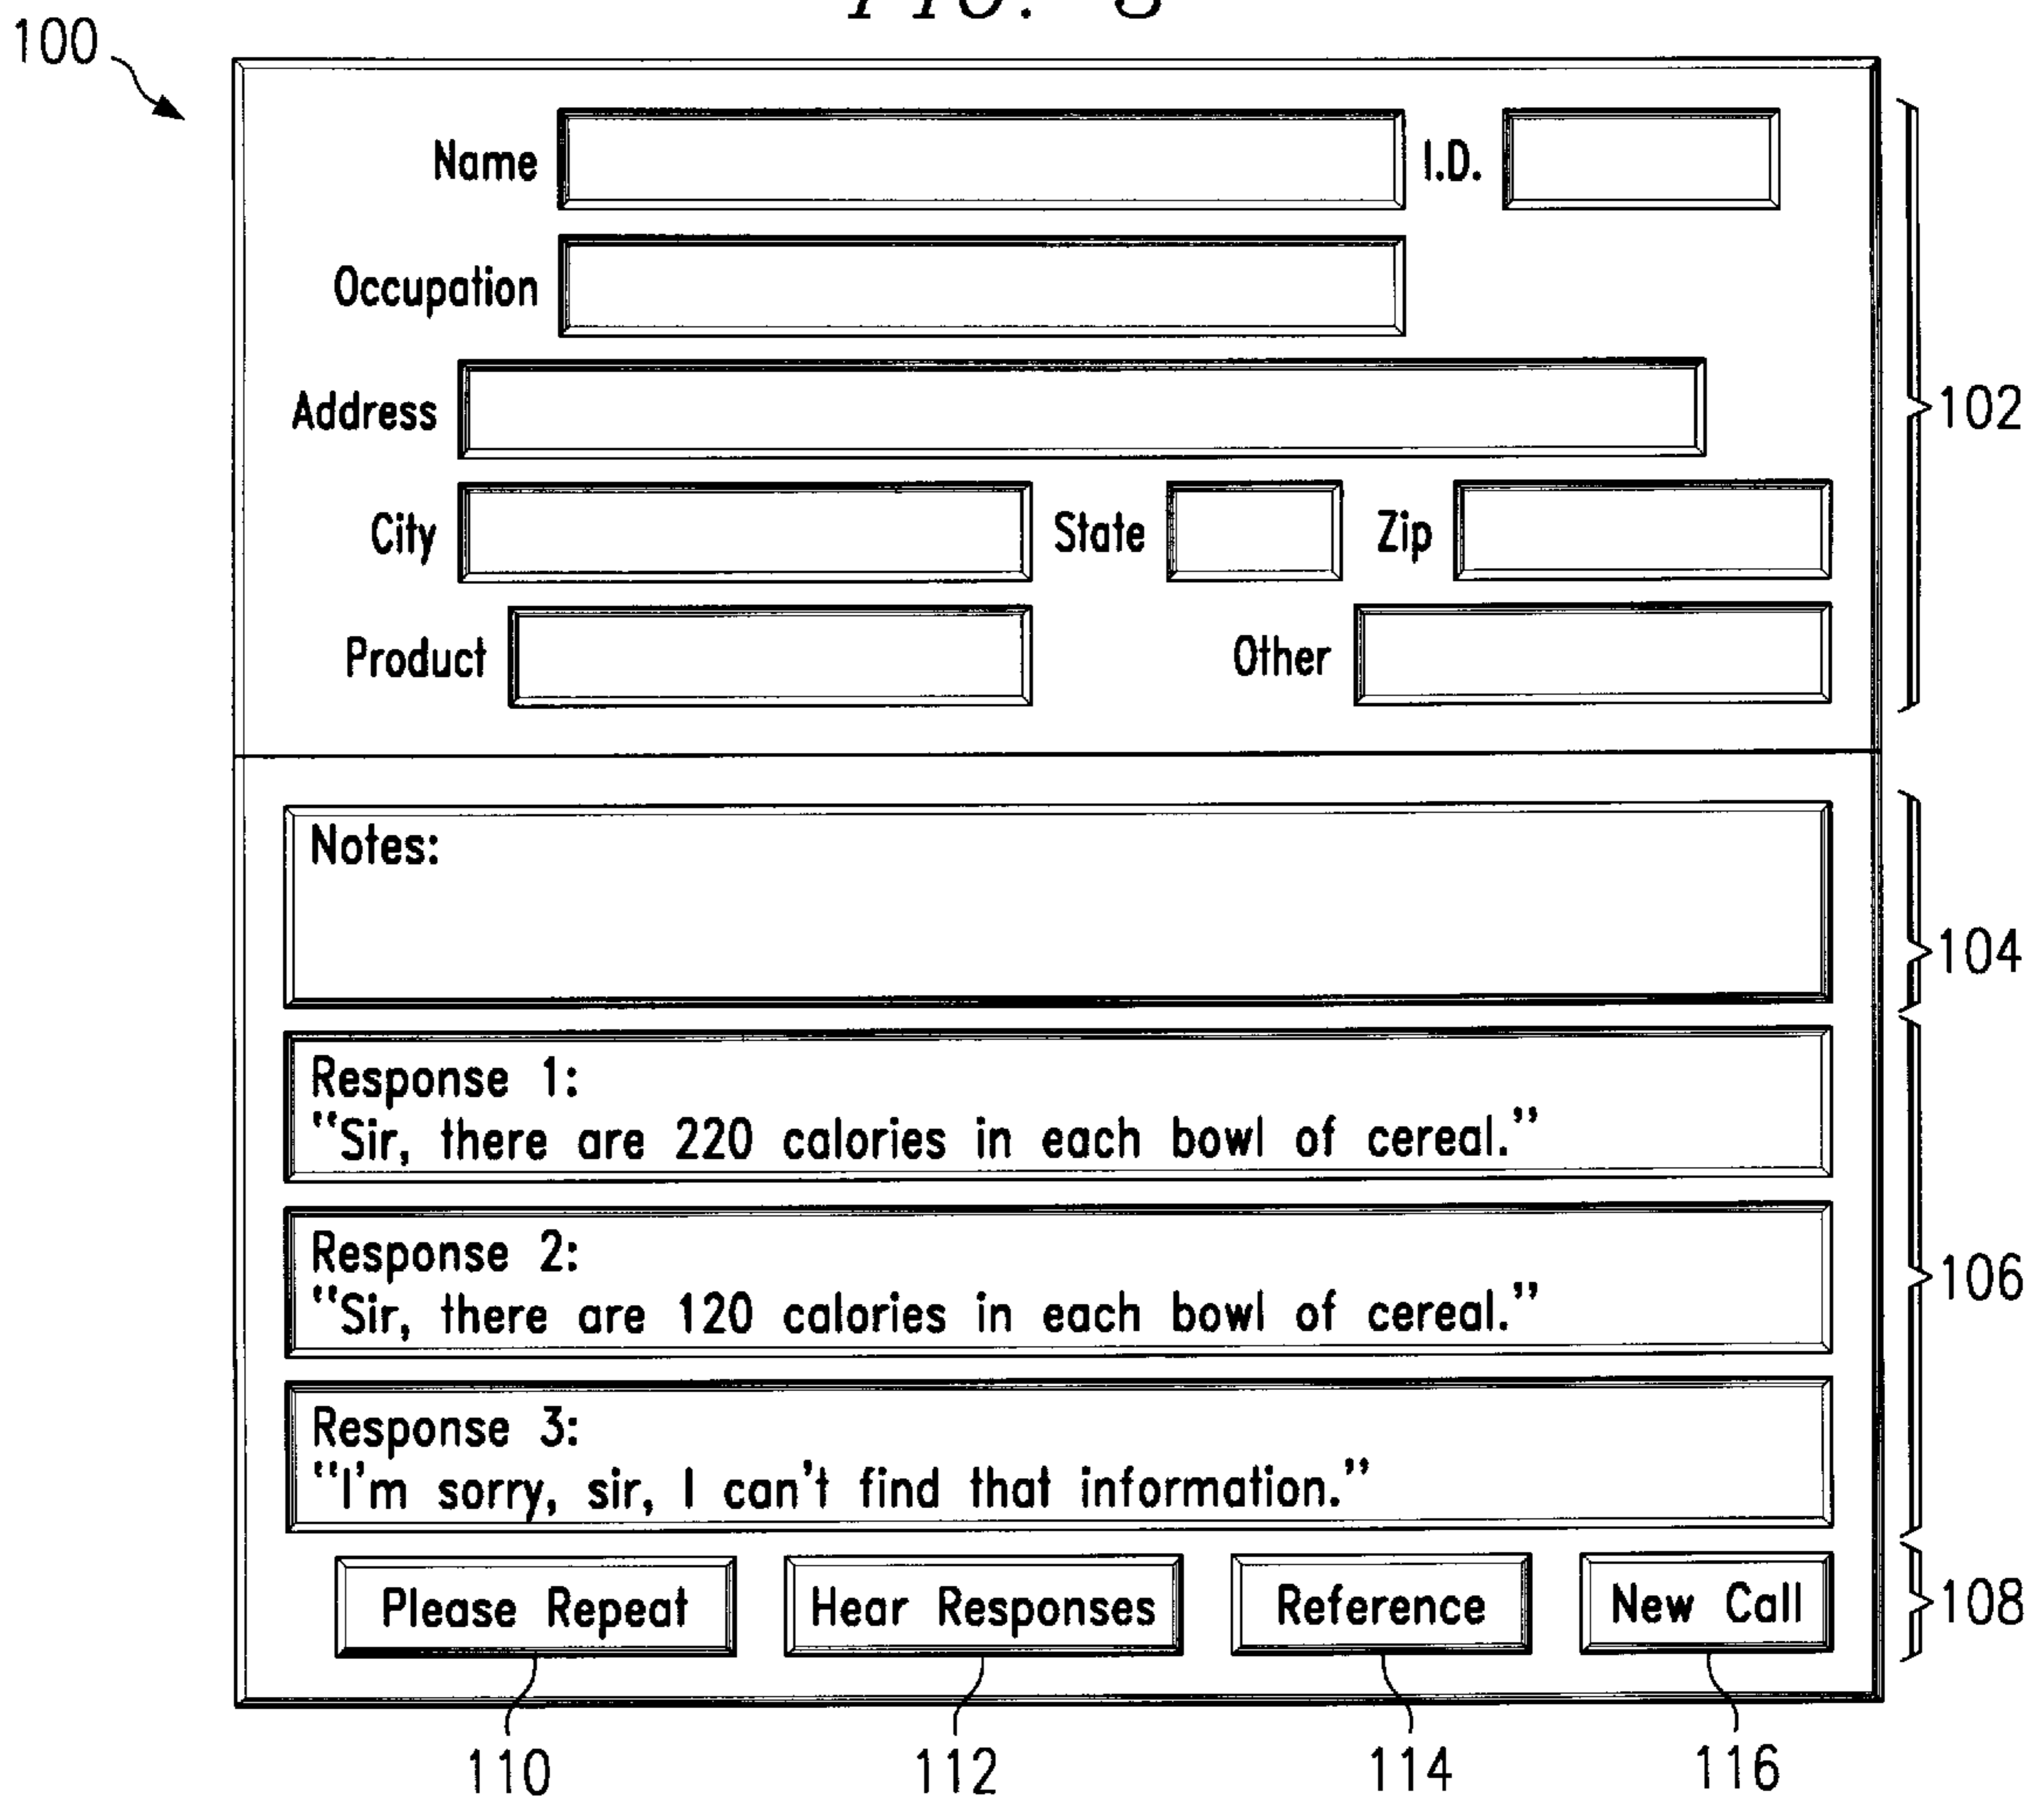 FIG.
100
Name I.D.
Occupation
Address
102
City State Zip
Product Other
Notes:
104
Response 1:
"Sir, there are 220 calories in each bowl of cereal."
Response 2:
"Sir, there are 120 calories in each bowl of cereal."
106
Response 3:
"I'm sorry, sir, I can't find that information."
Please Repeat Hear Responses Reference New Call
108
110 112 114 116